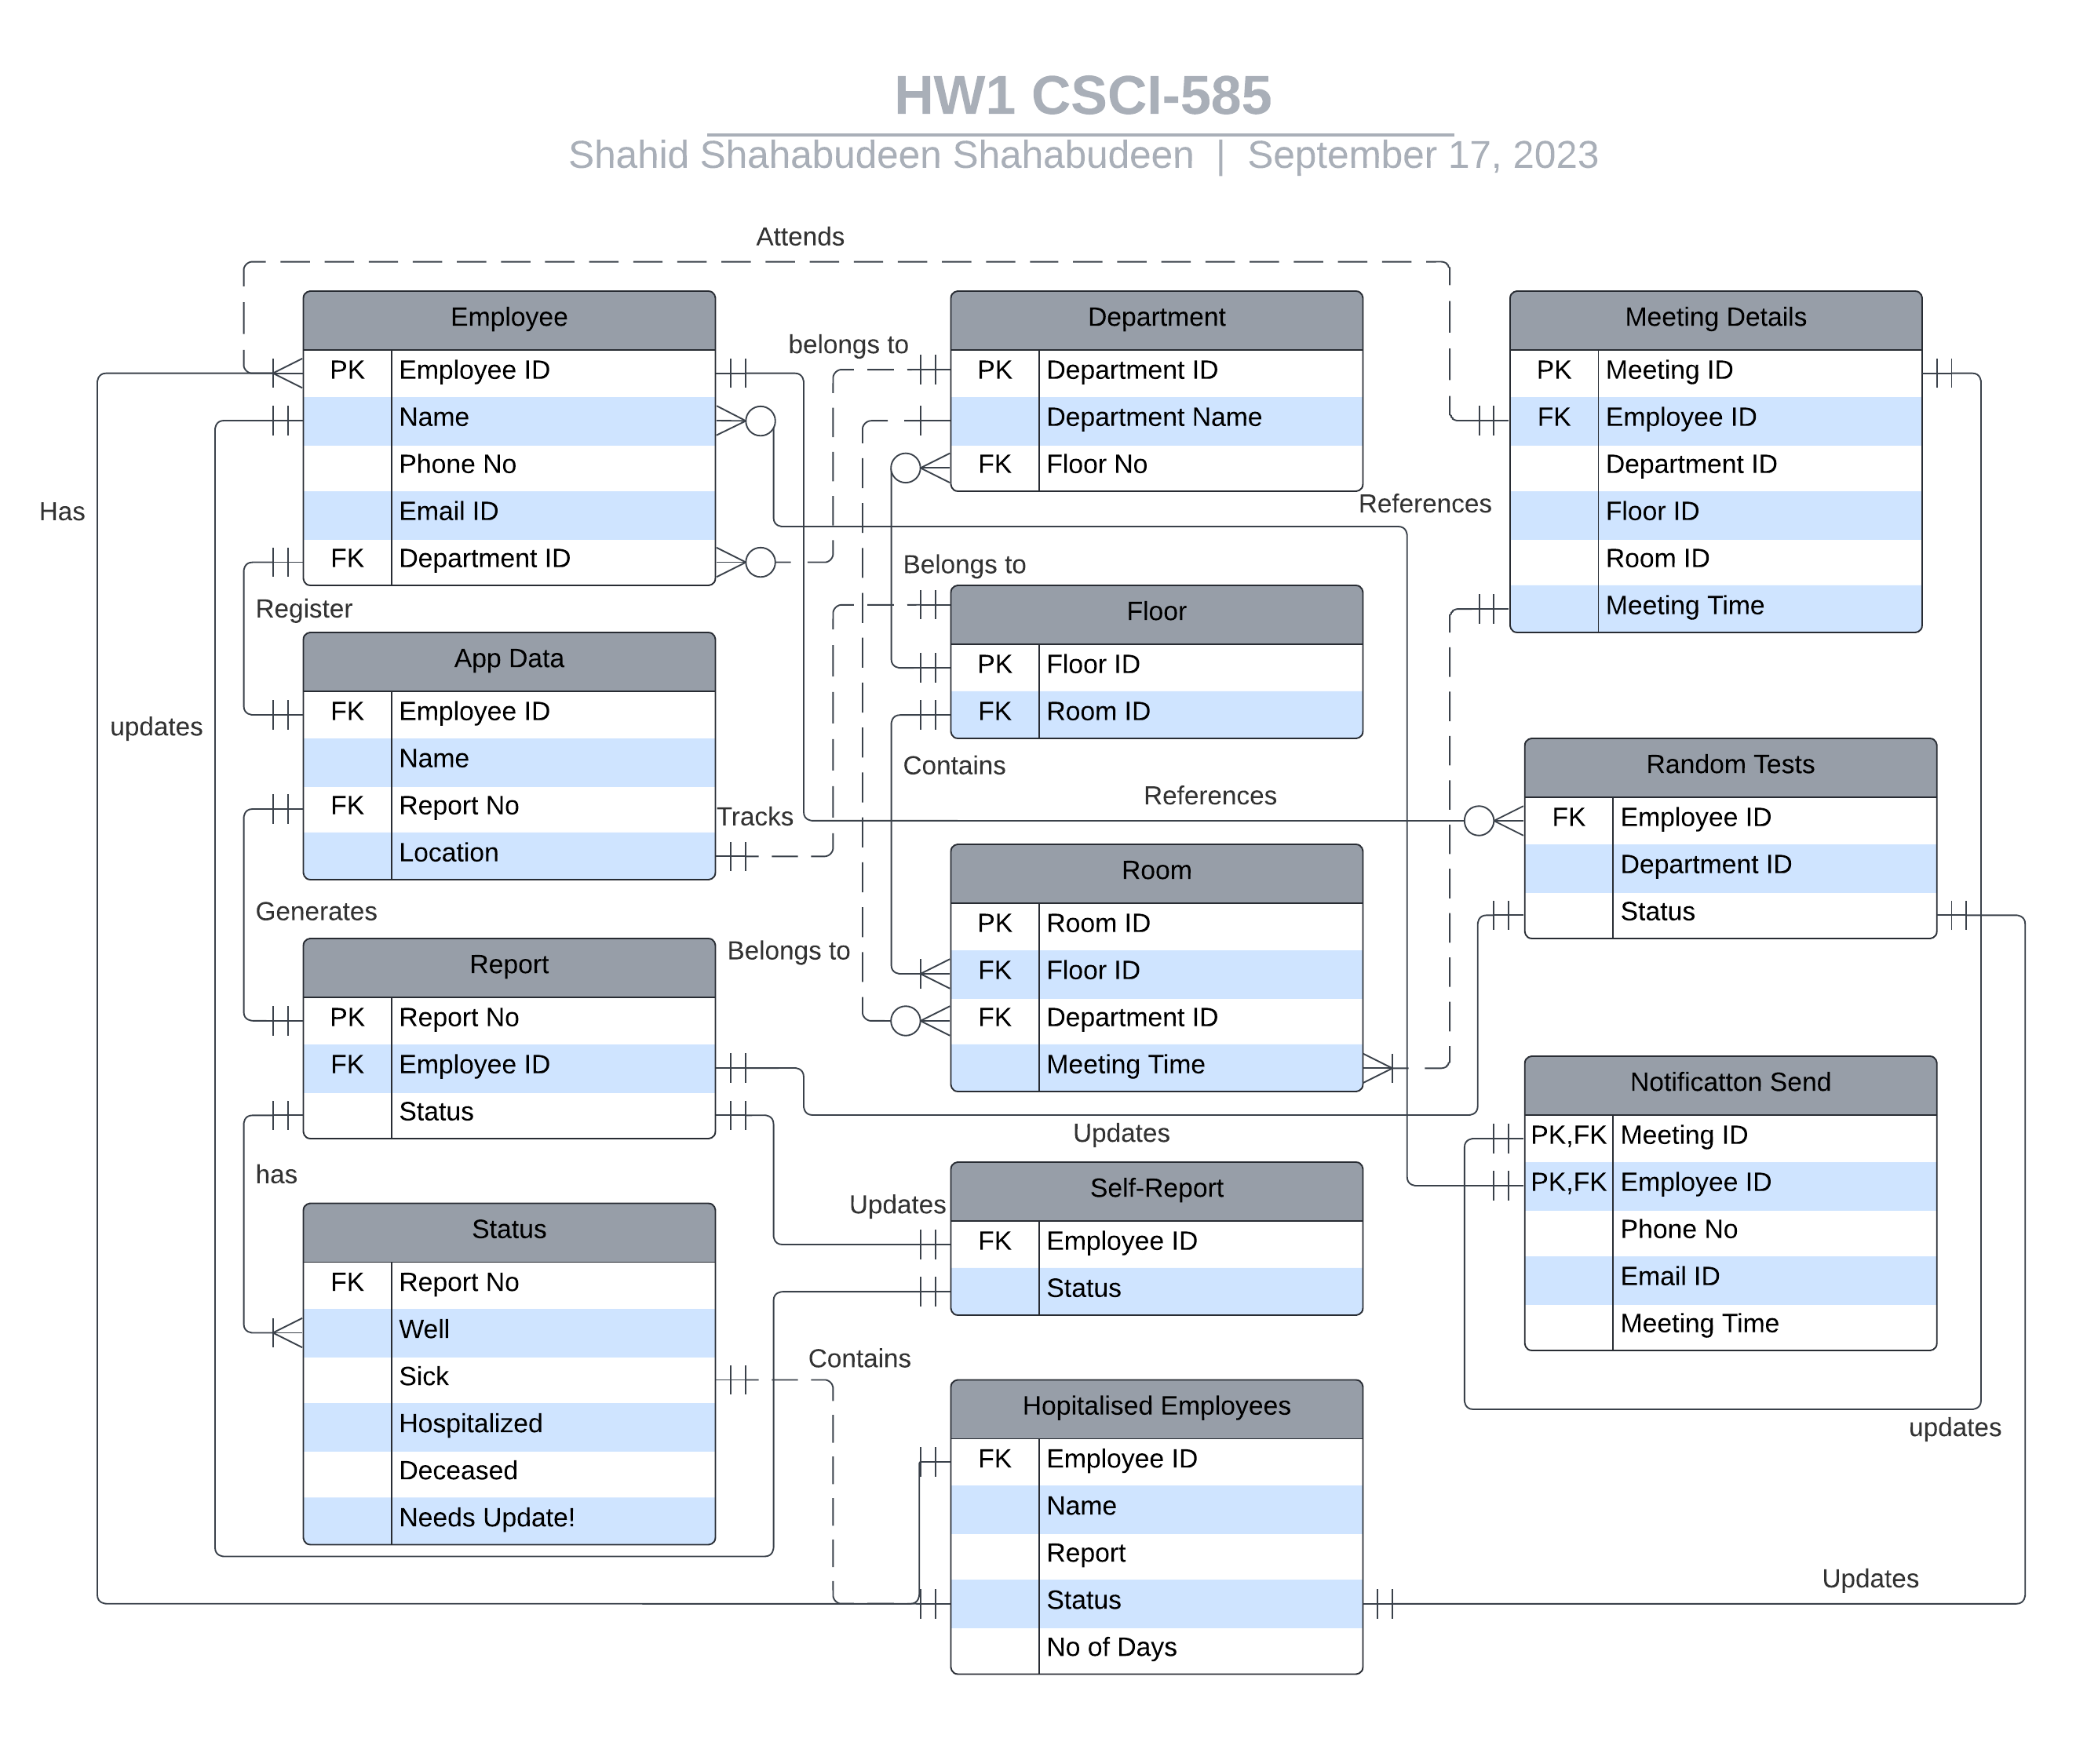 HW1 CSCI-585
Shahid Shahabudeen Shahabudeen | September 17, 2023
Attends
Employee
PK Employee ID
Name
Phone No
Email ID
FK Department ID
belongs to
Department
PK Department ID
Department Name
FK Floor No
References
Meeting Details
PK Meeting ID
FK Employee ID
Department ID
Floor ID
Room ID
Meeting Time
Has
Register
updates
App Data
FK Employee ID
Name
FK Report No
Location
Tracks
Belongs to
Floor
PK Floor ID
FK Room ID
Contains
References
Random Tests
FK Employee ID
Department ID
Status
Generates
Belongs to
Room
PK Room ID
FK Floor ID
FK Department ID
Meeting Time
Report
PK Report No
FK Employee ID
Status
Updates
Notificatton Send
PK,FK Meeting ID
PK,FK Employee ID
Phone No
Email ID
Meeting Time
has
Updates
Self-Report
FK Employee ID
Status
Status
FK Report No
Well
Sick
Hospitalized
Deceased
Needs Update!
Contains
Hopitalised Employees
FK Employee ID
Name
Report
Status
No of Days
updates
Updates